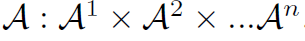 𝒜 : 𝒜¹ × 𝒜² × ...𝒜ⁿ